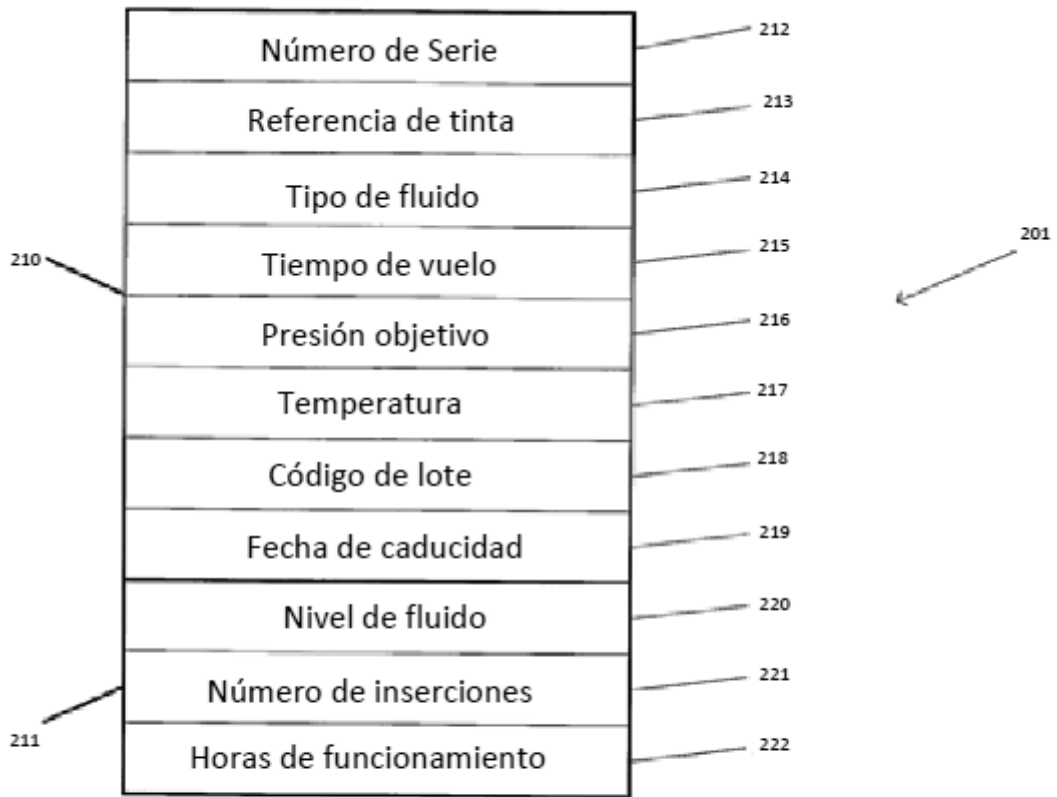 Número de Serie 212
Referencia de tinta 213
Tipo de fluido 214
Tiempo de vuelo 215
201
210
Presión objetivo 216
Temperatura 217
Código de lote 218
Fecha de caducidad 219
Nivel de fluido 220
Número de inserciones 221
211
Horas de funcionamiento 222